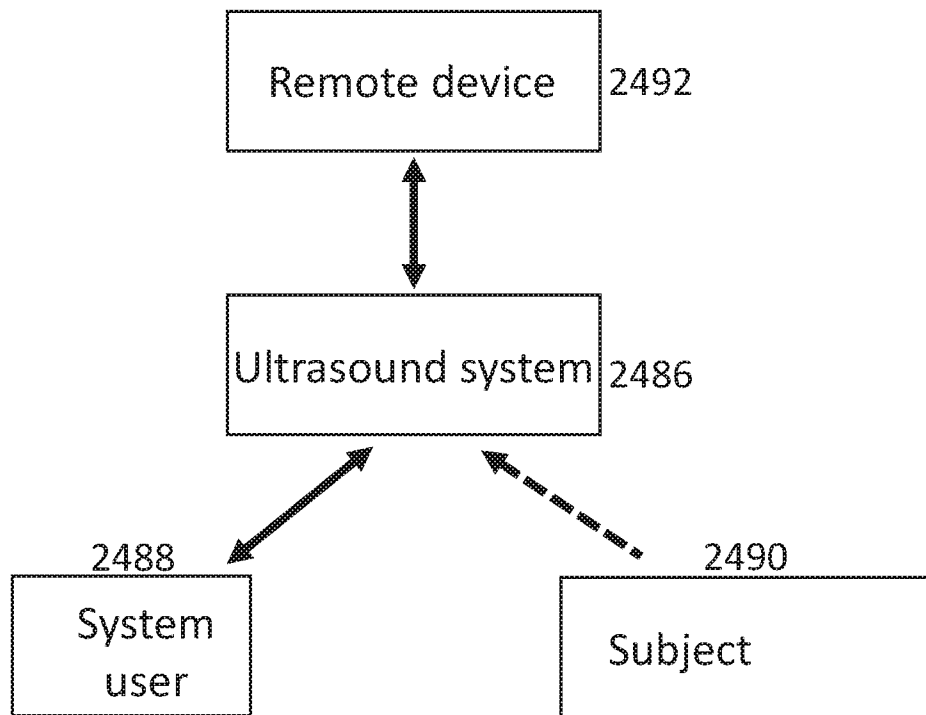 Remote device
2492
Ultrasound system
2486
2488
2490
System
user
Subject